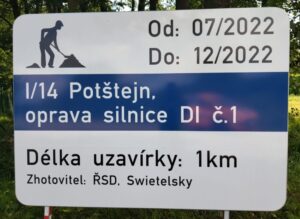 Od: 07/2022
Do: 12/2022
I/14 Potštejn,
oprava silnice DI č.1
Délka uzavírky: 1km
Zhotovitel: ŘSD, Swietelsky